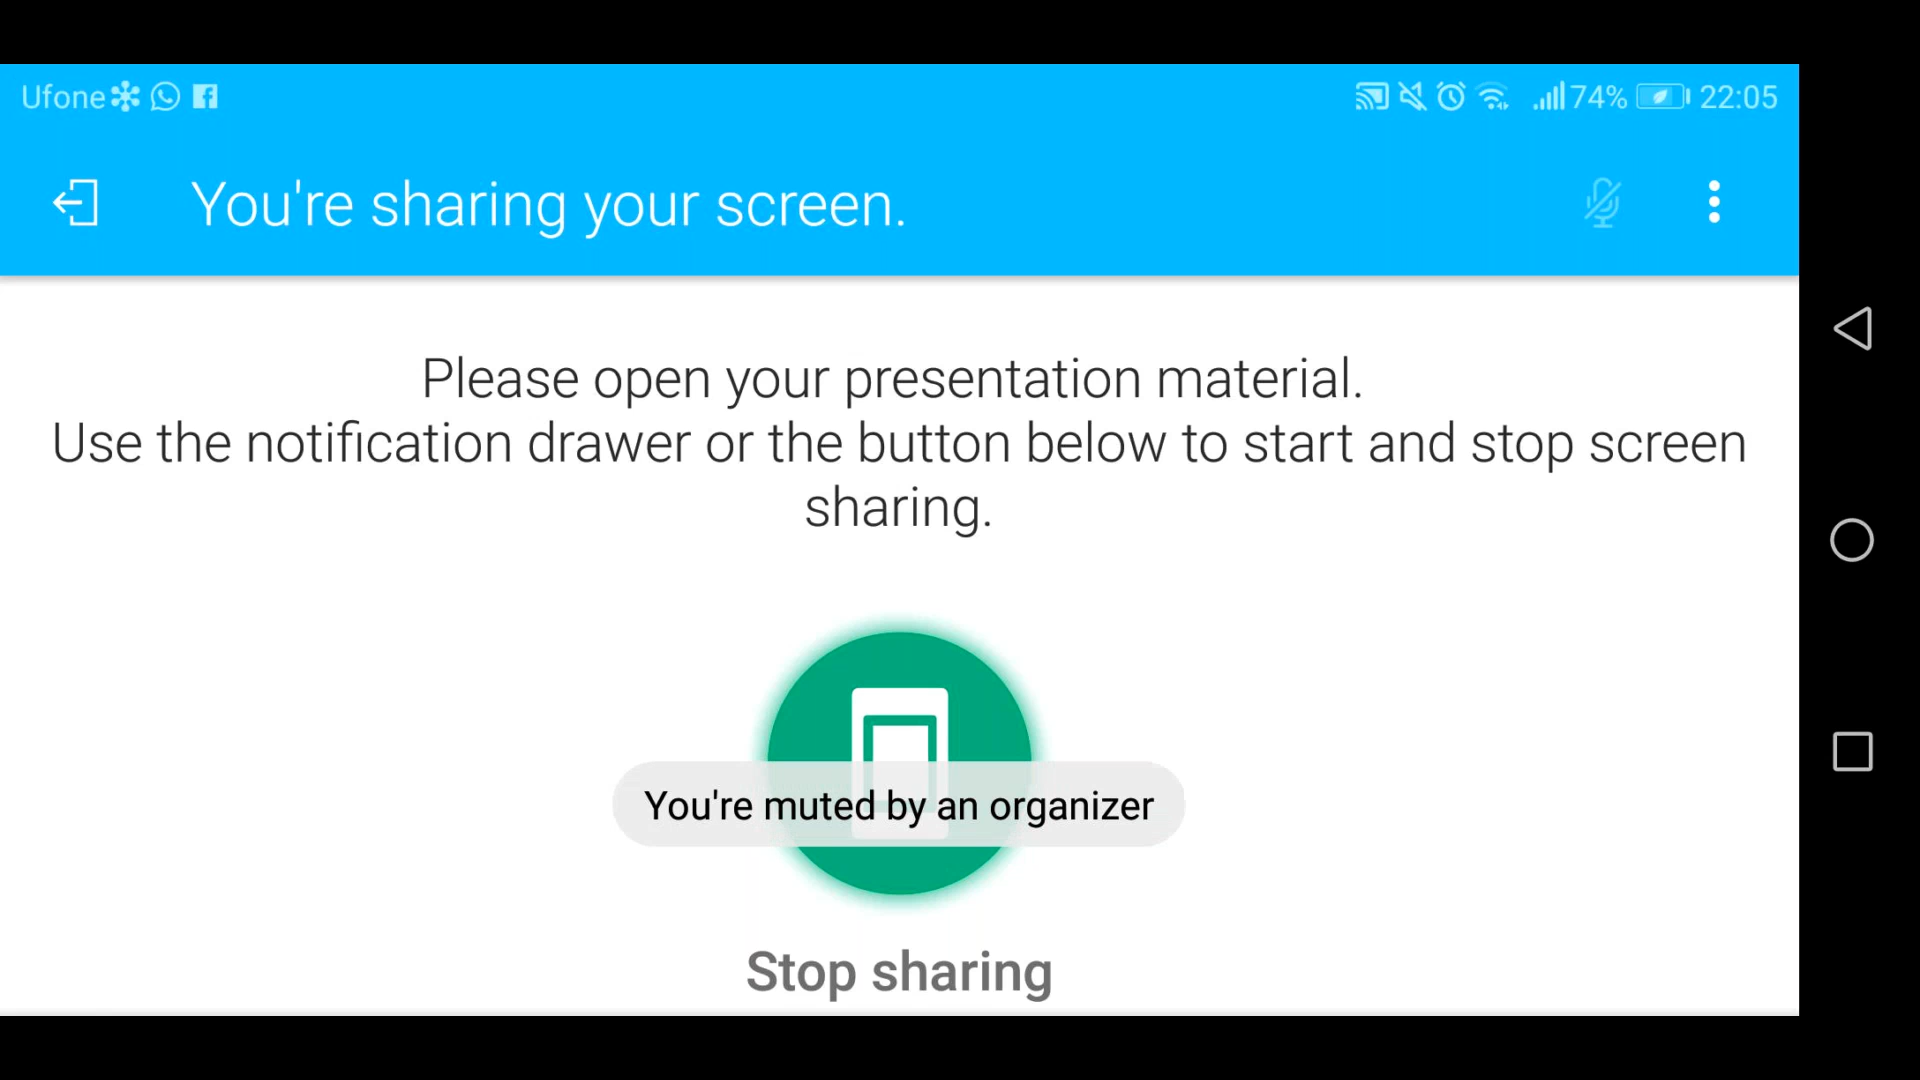 Ufone 74% 22:05
You're sharing your screen.
Please open your presentation material.
Use the notification drawer or the button below to start and stop screen
sharing.
You're muted by an organizer
Stop sharing